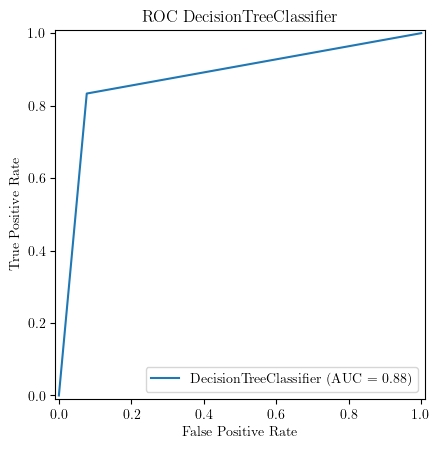 ROC DecisionTreeClassifier
1.0
0.8
0.6
0.4
0.2
0.0
True Positive Rate
DecisionTreeClassifier (AUC = 0.88)
0.0 0.2 0.4 0.6 0.8 1.0
False Positive Rate